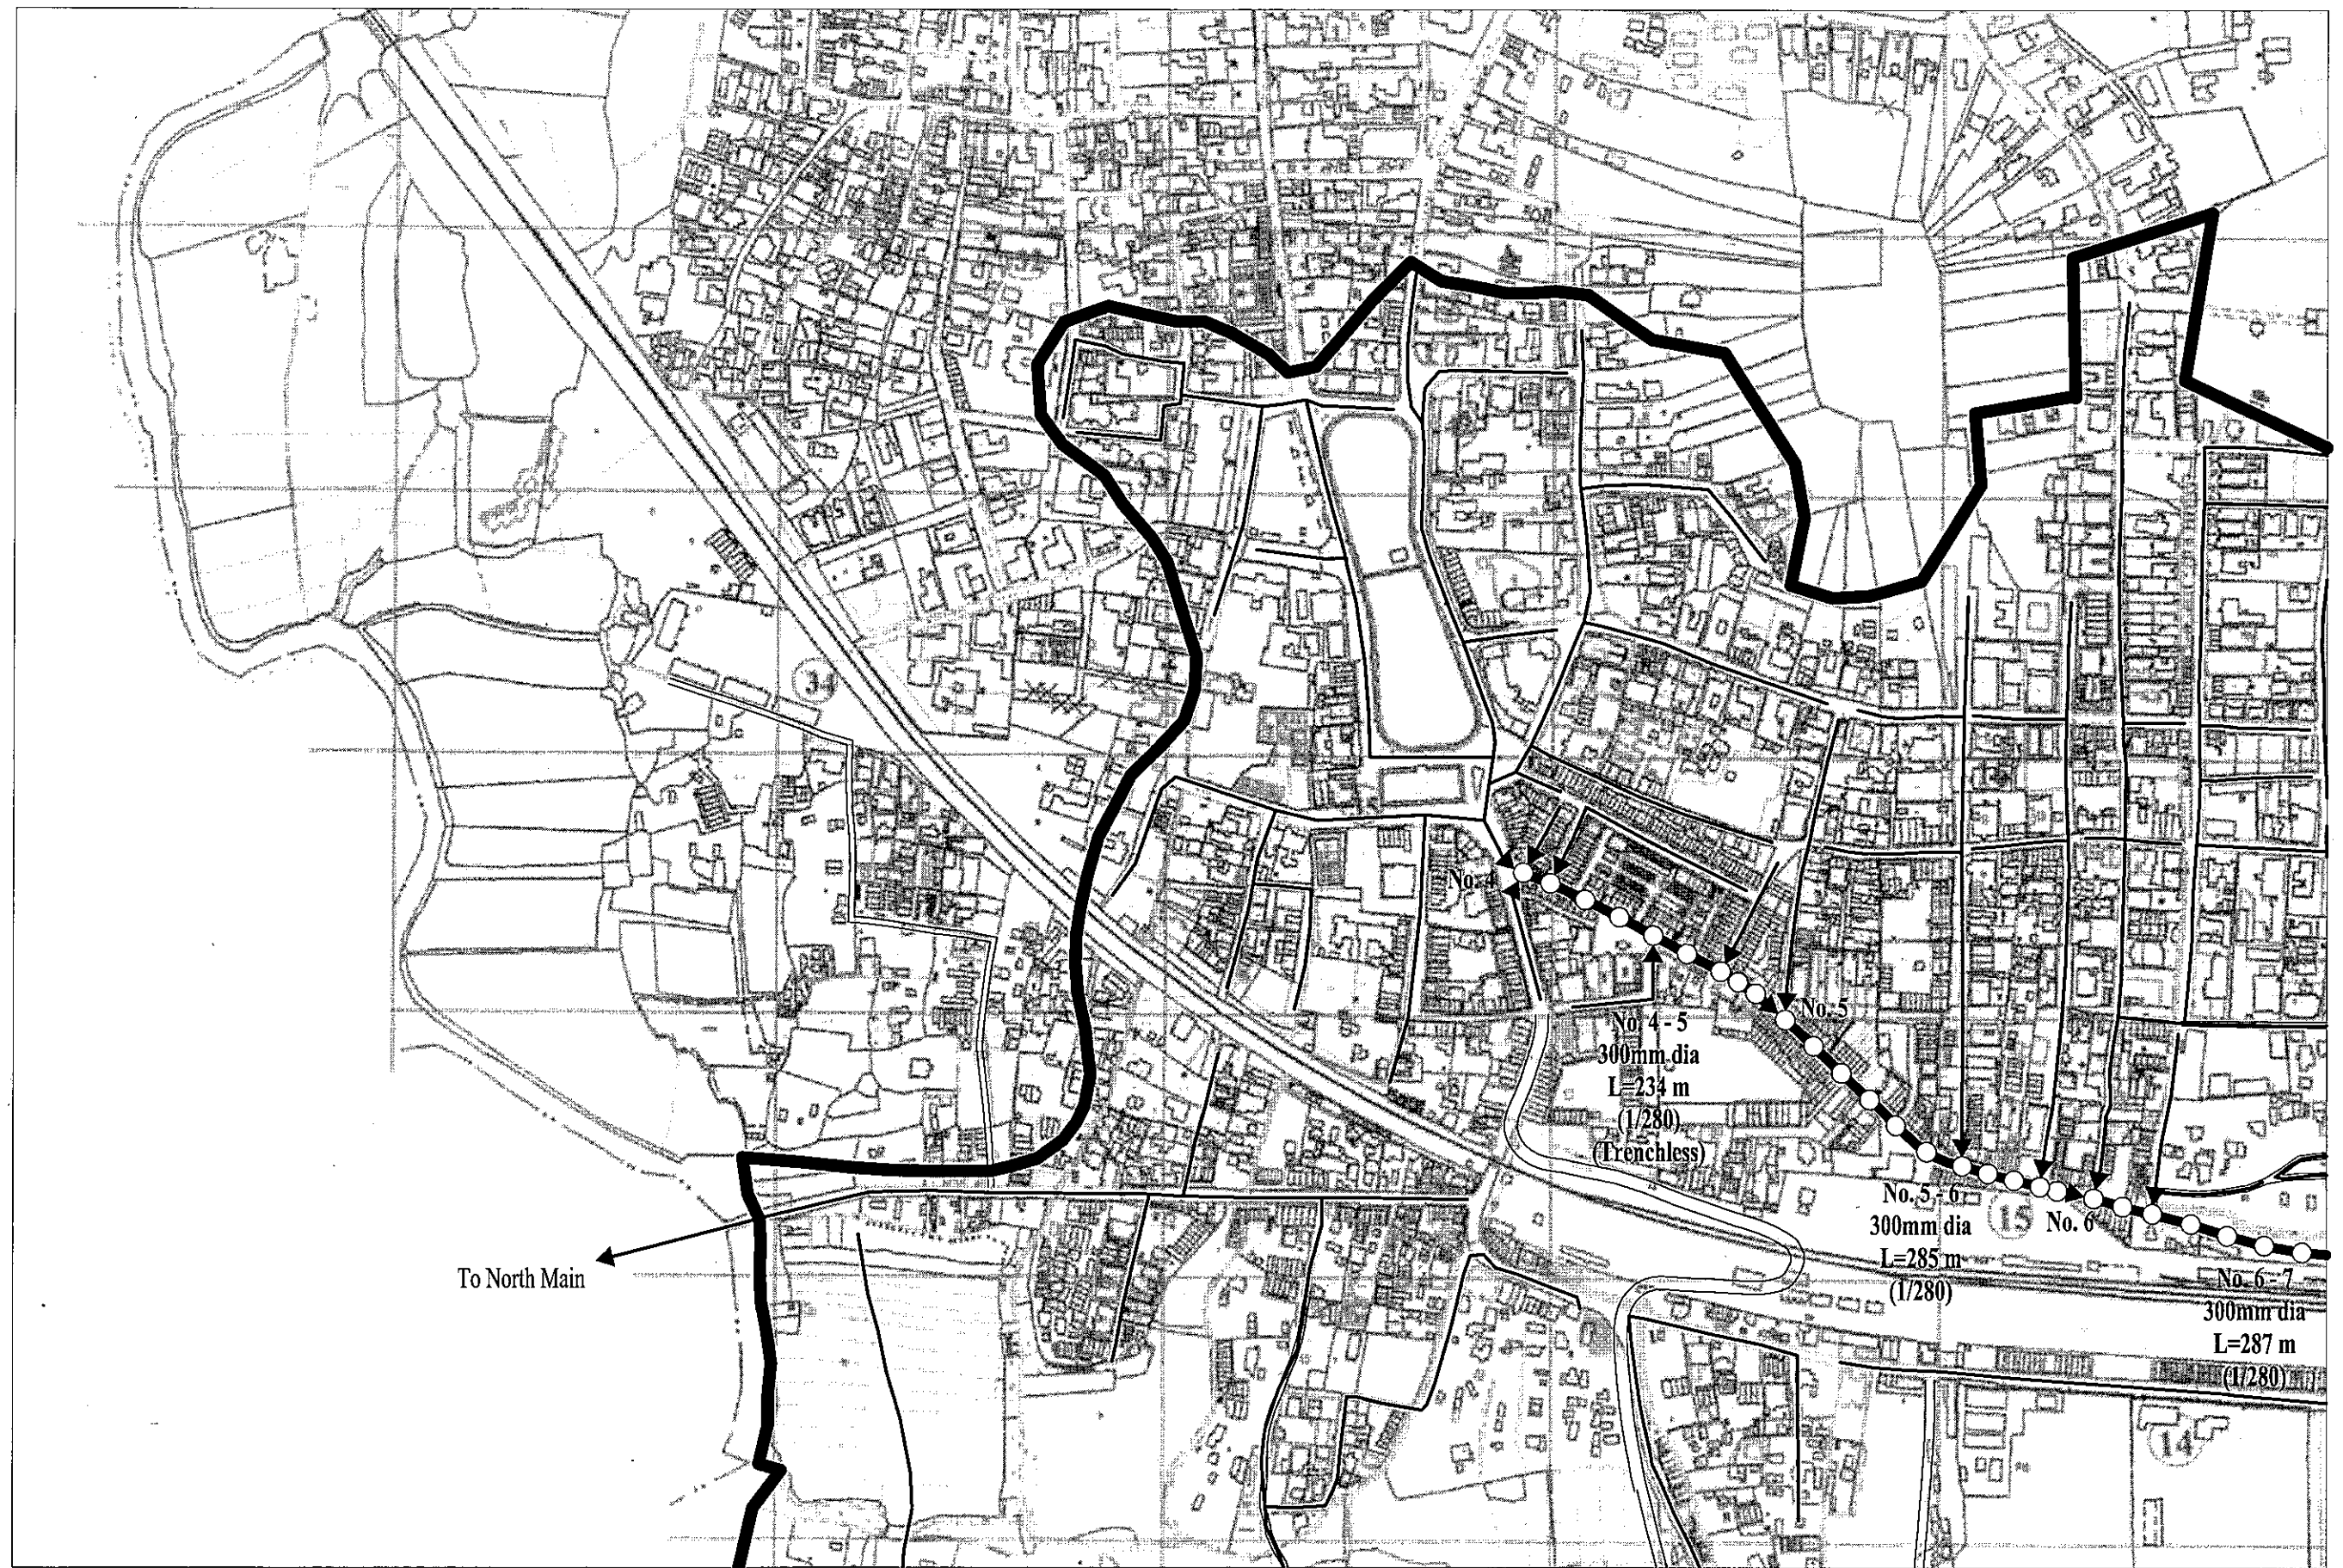 34
No. 4
No. 5
No. 4 - 5
300mm dia
L=234 m
(1/280)
(Trenchless)
No. 5 - 6
300mm dia
L=285 m
(1/280)
15
No. 6
To North Main
No. 6 - 7
300mm dia
L=287 m
(1/280)
14